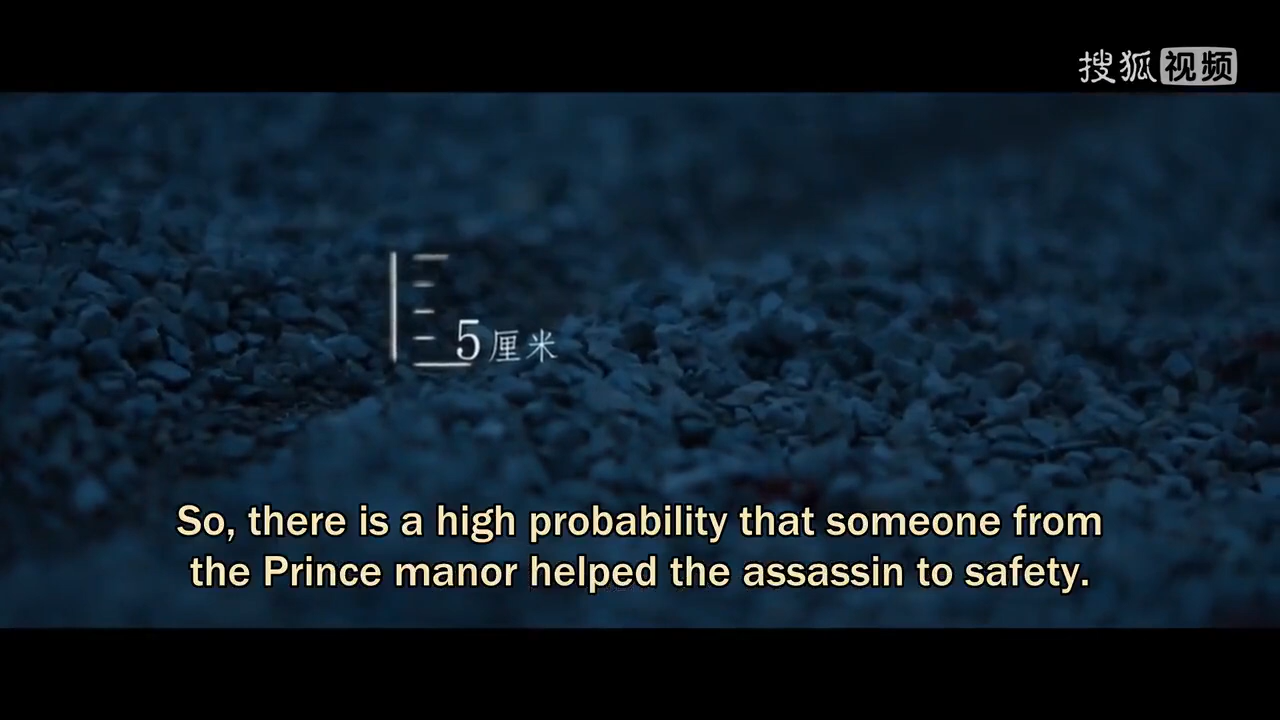 搜狐视频
5厘米
So, there is a high probability that someone from
the Prince manor helped the assassin to safety.